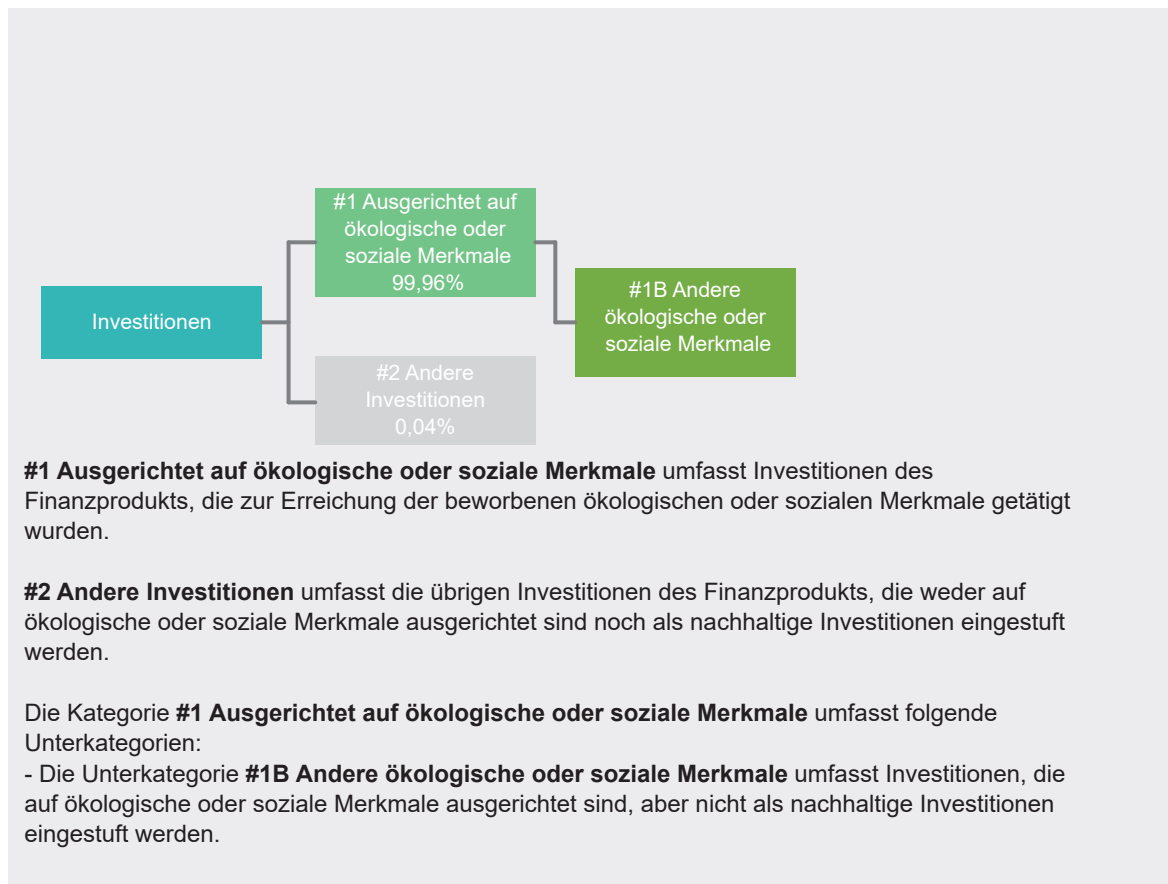 #1 Ausgerichtet auf
ökologische oder
soziale Merkmale
99,96%
#1B Andere
ökologische oder
soziale Merkmale
Investitionen
#2 Andere
Investitionen
0,04%
#1 Ausgerichtet auf ökologische oder soziale Merkmale umfasst Investitionen des
Finanzprodukts, die zur Erreichung der beworbenen ökologischen oder sozialen Merkmale getätigt
wurden.
#2 Andere Investitionen umfasst die übrigen Investitionen des Finanzprodukts, die weder auf
ökologische oder soziale Merkmale ausgerichtet sind noch als nachhaltige Investitionen eingestuft
werden.
Die Kategorie #1 Ausgerichtet auf ökologische oder soziale Merkmale umfasst folgende
Unterkategorien:
- Die Unterkategorie #1B Andere ökologische oder soziale Merkmale umfasst Investitionen, die
auf ökologische oder soziale Merkmale ausgerichtet sind, aber nicht als nachhaltige Investitionen
eingestuft werden.